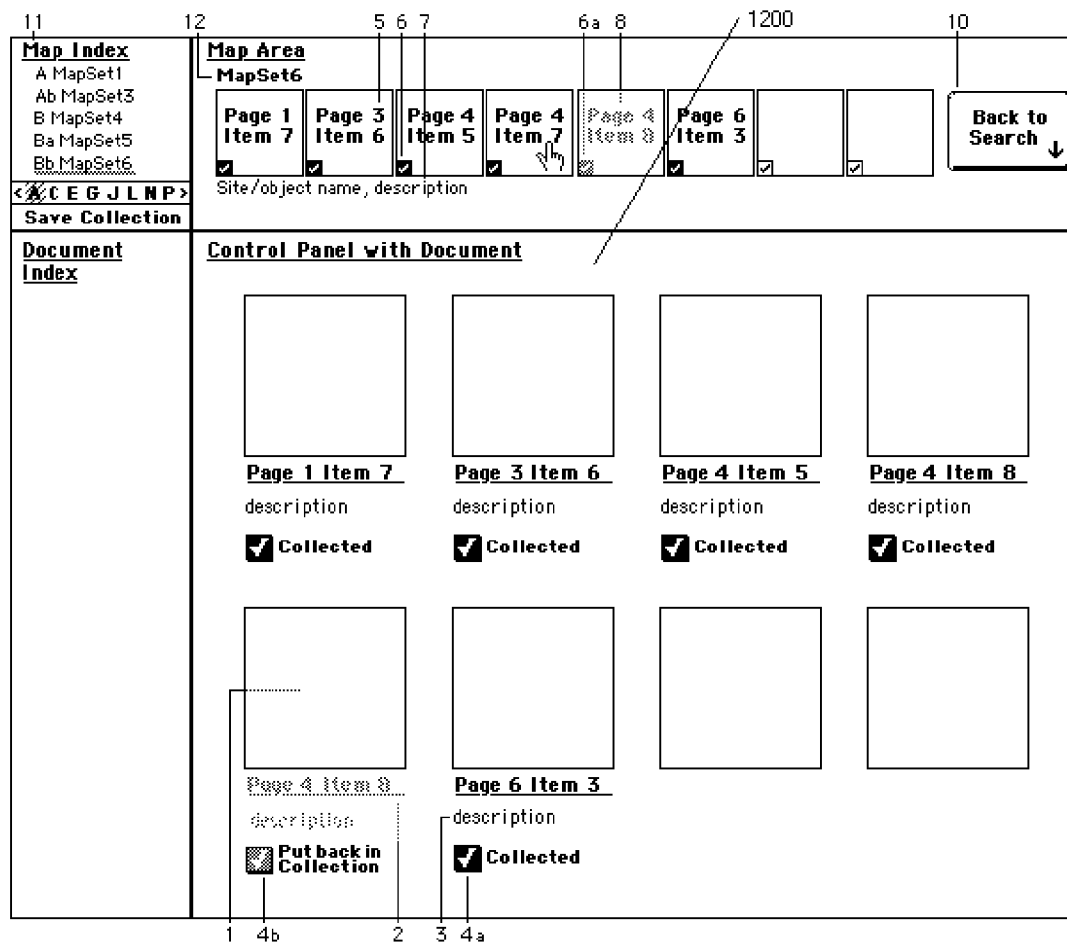 11 12 5 6 7 6a 8 1200 10
Map Index
A MapSet1
Ab MapSet3
B MapSet4
Ba MapSet5
Bb MapSet6
< A C E G J L N P >
Save Collection
Map Area
MapSet6
Page 1
Item 7
Page 3
Item 6
Page 4
Item 5
Page 4
Item 7
Page 4
Item 8
Page 6
Item 3
Site/object name, description
Back to
Search
Document
Index
Control Panel with Document
Page 1 Item 7
description
Collected
Page 3 Item 6
description
Collected
Page 4 Item 5
description
Collected
Page 4 Item 8
description
Collected
Page 4 Item 8
description
Put back in
Collection
Page 6 Item 3
description
Collected
1 4b 2 3 4a